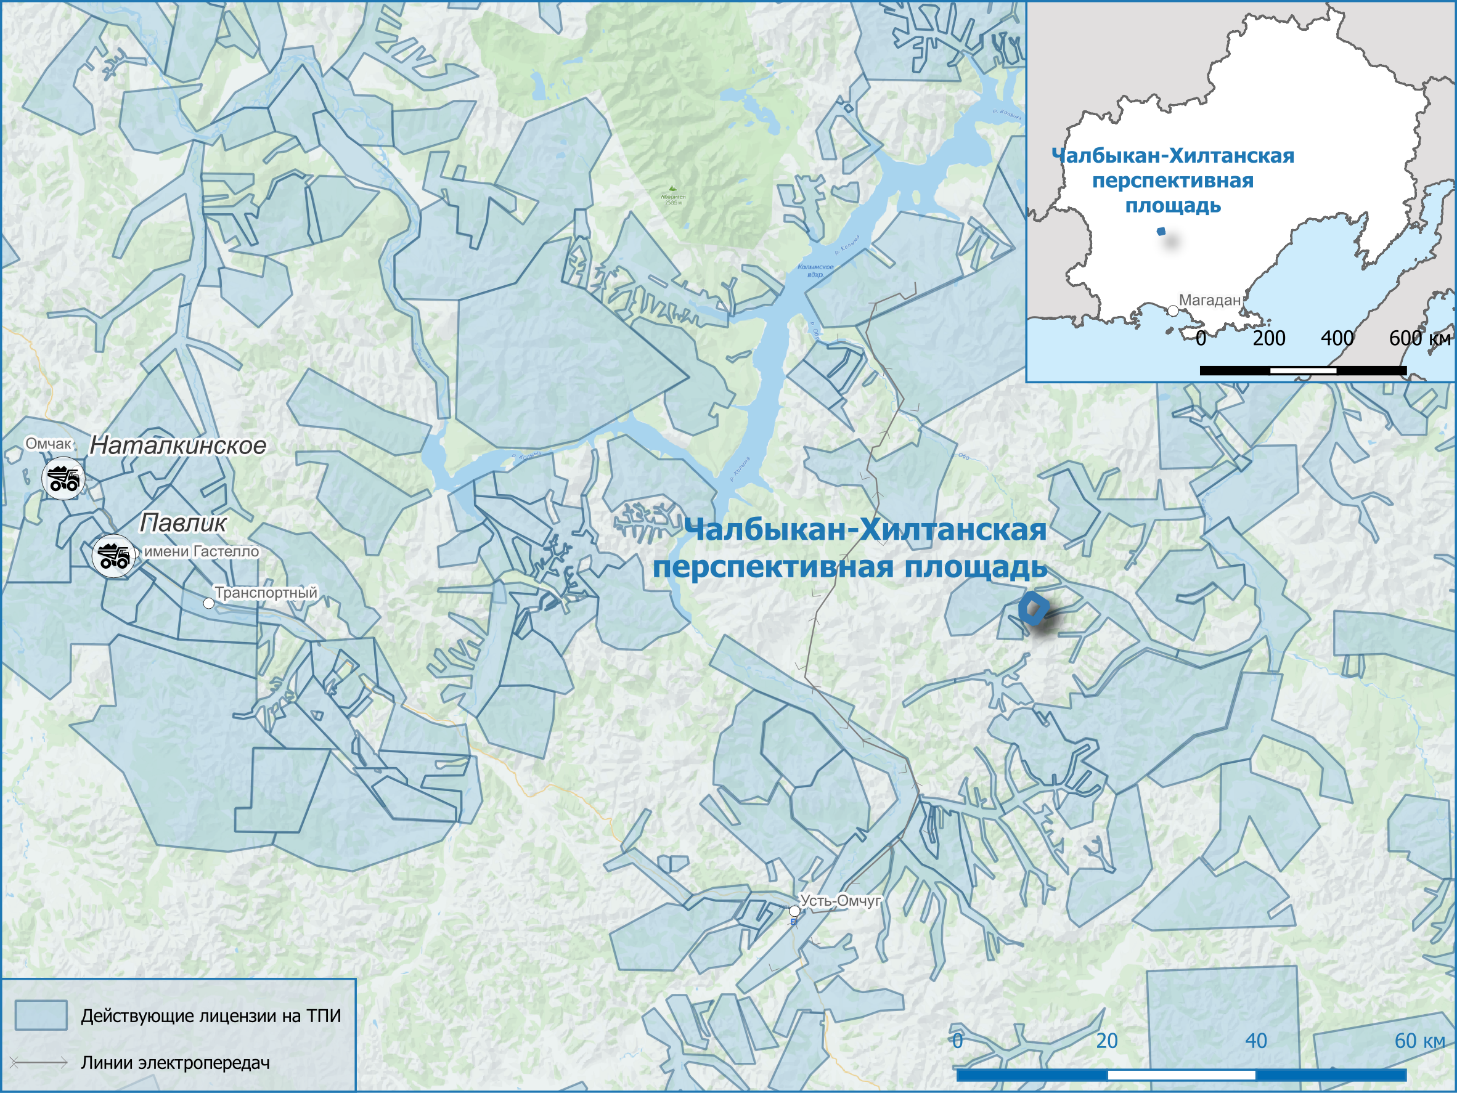 Чалбыкан-Хилтанская
перспективная
площадь
Магадан
0 200 400 600 км
Омчак
Наталкинское
Павлик
имени Гастелло
Транспортный
Чалбыкан-Хилтанская
перспективная площадь
Усть-Омчуг
Действующие лицензии на ТПИ
Линии электропередач
0 20 40 60 км